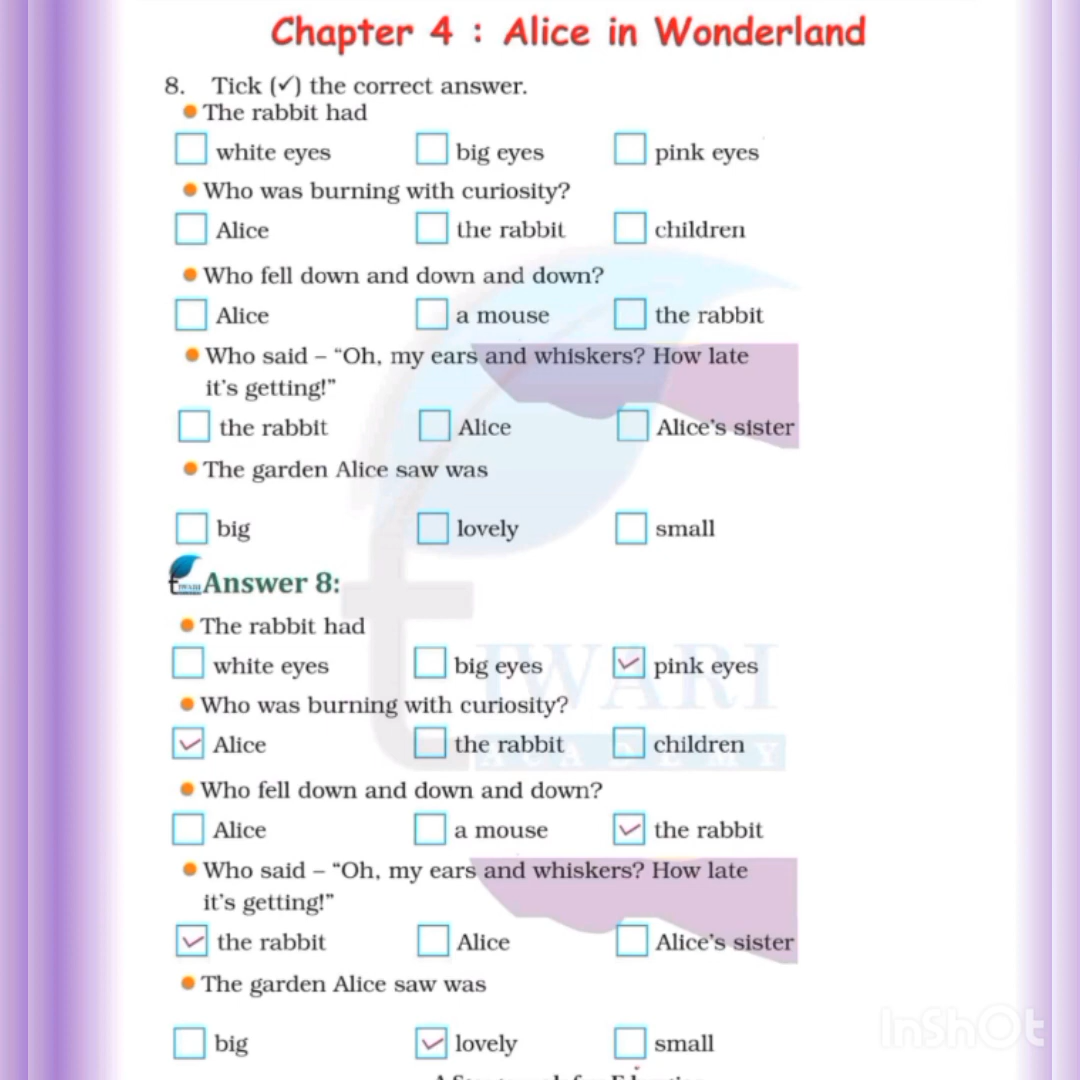 Chapter 4 : Alice in Wonderland
8. Tick (✓) the correct answer.
● The rabbit had
☐ white eyes ☐ big eyes ☐ pink eyes
● Who was burning with curiosity?
☐ Alice ☐ the rabbit ☐ children
● Who fell down and down and down?
☐ Alice ☐ a mouse ☐ the rabbit
● Who said – “Oh, my ears and whiskers? How late
it’s getting!”
☐ the rabbit ☐ Alice ☐ Alice’s sister
● The garden Alice saw was
☐ big ☐ lovely ☐ small
tIWARI Answer 8:
● The rabbit had
☐ white eyes ☐ big eyes ☑ pink eyes
● Who was burning with curiosity?
☑ Alice ☐ the rabbit ☐ children
● Who fell down and down and down?
☐ Alice ☐ a mouse ☑ the rabbit
● Who said – “Oh, my ears and whiskers? How late
it’s getting!”
☑ the rabbit ☐ Alice ☐ Alice’s sister
● The garden Alice saw was
☐ big ☑ lovely ☐ small
tIWARI
ACADEMY
InShOt